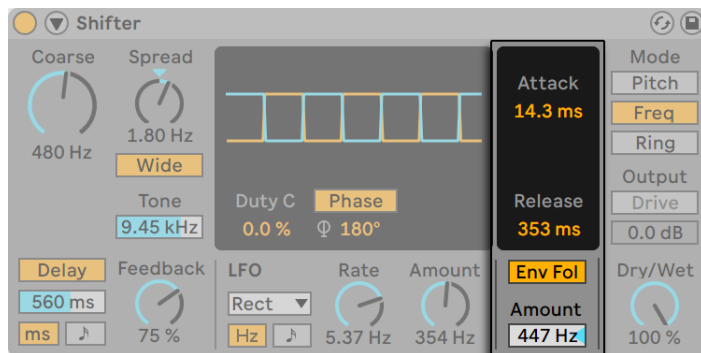 Shifter
Coarse
480 Hz
Spread
1.80 Hz
Wide
Tone
9.45 kHz
Duty C
0.0 %
Phase
180°
Attack
14.3 ms
Release
353 ms
Mode
Pitch
Freq
Ring
Output
Drive
0.0 dB
Delay
560 ms
ms
Feedback
75 %
LFO
Rect
Hz
Rate
5.37 Hz
Amount
354 Hz
Env Fol
Amount
447 Hz
Dry/Wet
100 %